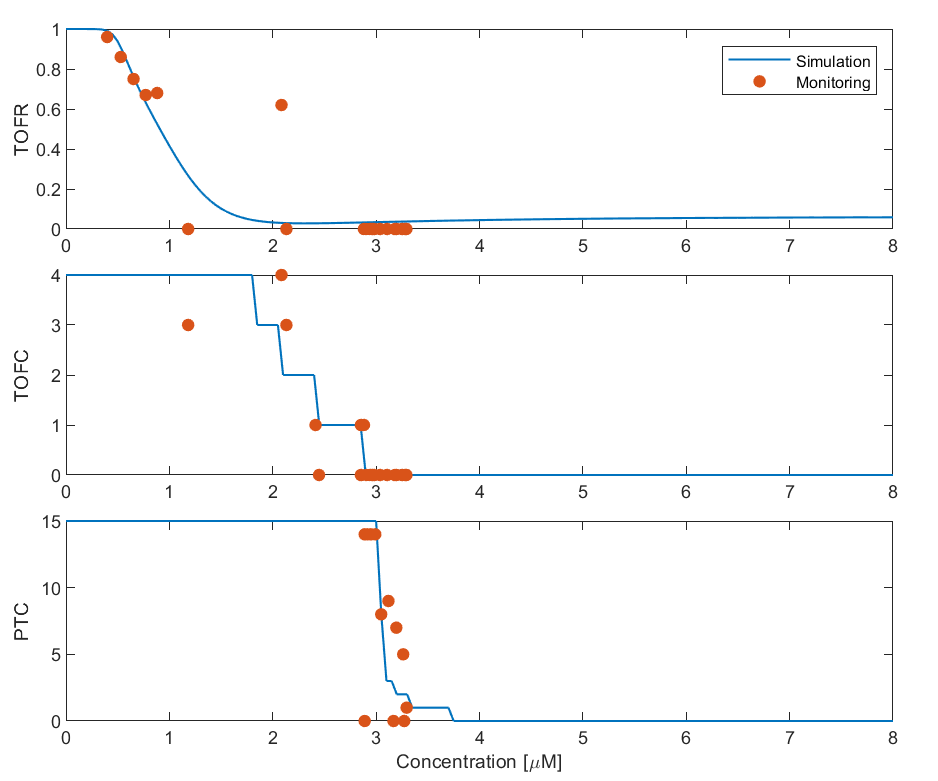 1
0.8
0.6
0.4
0.2
0
TOFR
Simulation
Monitoring
0 1 2 3 4 5 6 7 8
4
3
2
1
0
TOFC
0 1 2 3 4 5 6 7 8
15
10
5
0
PTC
0 1 2 3 4 5 6 7 8
Concentration [μM]